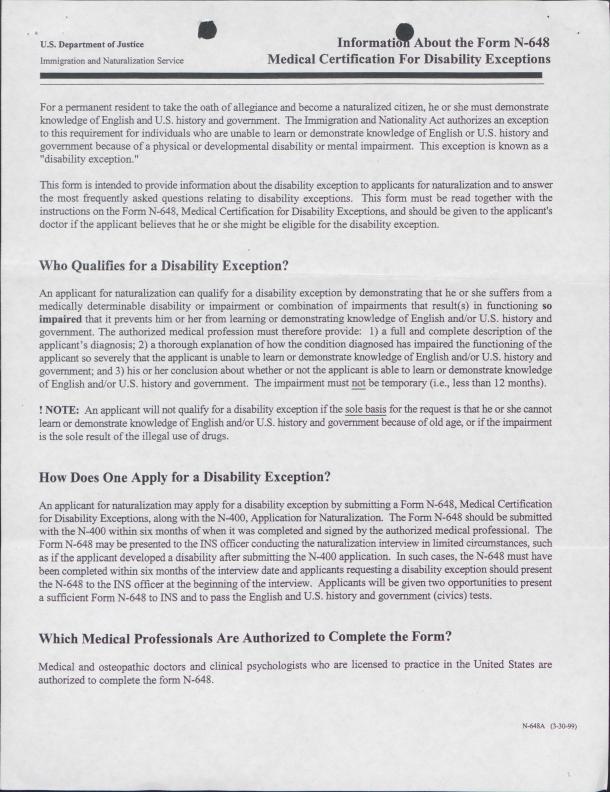 U.S. Department of Justice
Immigration and Naturalization Service
Information About the Form N-648
Medical Certification For Disability Exceptions
For a permanent resident to take the oath of allegiance and become a naturalized citizen, he or she must demonstrate
knowledge of English and U.S. history and government. The Immigration and Nationality Act authorizes an exception
to this requirement for individuals who are unable to learn or demonstrate knowledge of English or U.S. history and
government because of a physical or developmental disability or mental impairment. This exception is known as a
"disability exception."
This form is intended to provide information about the disability exception to applicants for naturalization and to answer
the most frequently asked questions relating to disability exceptions. This form must be read together with the
instructions on the Form N-648, Medical Certification for Disability Exceptions, and should be given to the applicant's
doctor if the applicant believes that he or she might be eligible for the disability exception.
Who Qualifies for a Disability Exception?
An applicant for naturalization can qualify for a disability exception by demonstrating that he or she suffers from a
medically determinable disability or impairment or combination of impairments that result(s) in functioning so
impaired that it prevents him or her from learning or demonstrating knowledge of English and/or U.S. history and
government. The authorized medical profession must therefore provide: 1) a full and complete description of the
applicant's diagnosis; 2) a thorough explanation of how the condition diagnosed has impaired the functioning of the
applicant so severely that the applicant is unable to learn or demonstrate knowledge of English and/or U.S. history and
government; and 3) his or her conclusion about whether or not the applicant is able to learn or demonstrate knowledge
of English and/or U.S. history and government. The impairment must not be temporary (i.e., less than 12 months).
! NOTE: An applicant will not qualify for a disability exception if the sole basis for the request is that he or she cannot
learn or demonstrate knowledge of English and/or U.S. history and government because of old age, or if the impairment
is the sole result of the illegal use of drugs.
How Does One Apply for a Disability Exception?
An applicant for naturalization may apply for a disability exception by submitting a Form N-648, Medical Certification
for Disability Exceptions, along with the N-400, Application for Naturalization. The Form N-648 should be submitted
with the N-400 within six months of when it was completed and signed by the authorized medical professional. The
Form N-648 may be presented to the INS officer conducting the naturalization interview in limited circumstances, such
as if the applicant developed a disability after submitting the N-400 application. In such cases, the N-648 must have
been completed within six months of the interview date and applicants requesting a disability exception should present
the N-648 to the INS officer at the beginning of the interview. Applicants will be given two opportunities to present
a sufficient Form N-648 to INS and to pass the English and U.S. history and government (civics) tests.
Which Medical Professionals Are Authorized to Complete the Form?
Medical and osteopathic doctors and clinical psychologists who are licensed to practice in the United States are
authorized to complete the form N-648.
N-648A (3-30-99)